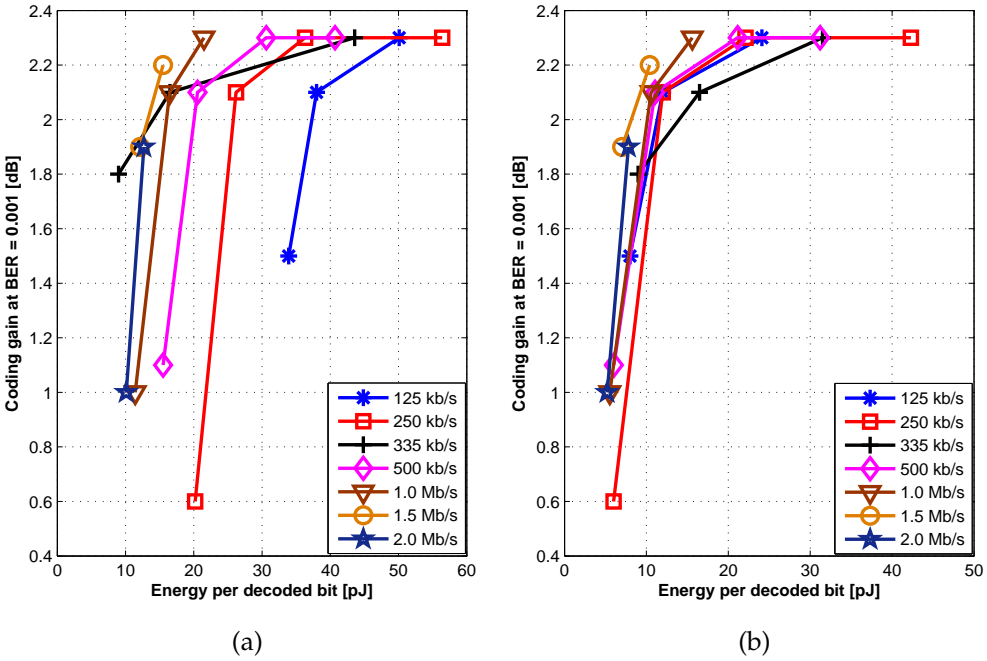 2.4
2.2
2
1.8
1.6
1.4
1.2
1
0.8
0.6
0.4
Coding gain at BER = 0.001 [dB]
125 kb/s
250 kb/s
335 kb/s
500 kb/s
1.0 Mb/s
1.5 Mb/s
2.0 Mb/s
0 10 20 30 40 50 60
Energy per decoded bit [pJ]
(a)
2.4
2.2
2
1.8
1.6
1.4
1.2
1
0.8
0.6
0.4
Coding gain at BER = 0.001 [dB]
125 kb/s
250 kb/s
335 kb/s
500 kb/s
1.0 Mb/s
1.5 Mb/s
2.0 Mb/s
0 10 20 30 40 50
Energy per decoded bit [pJ]
(b)